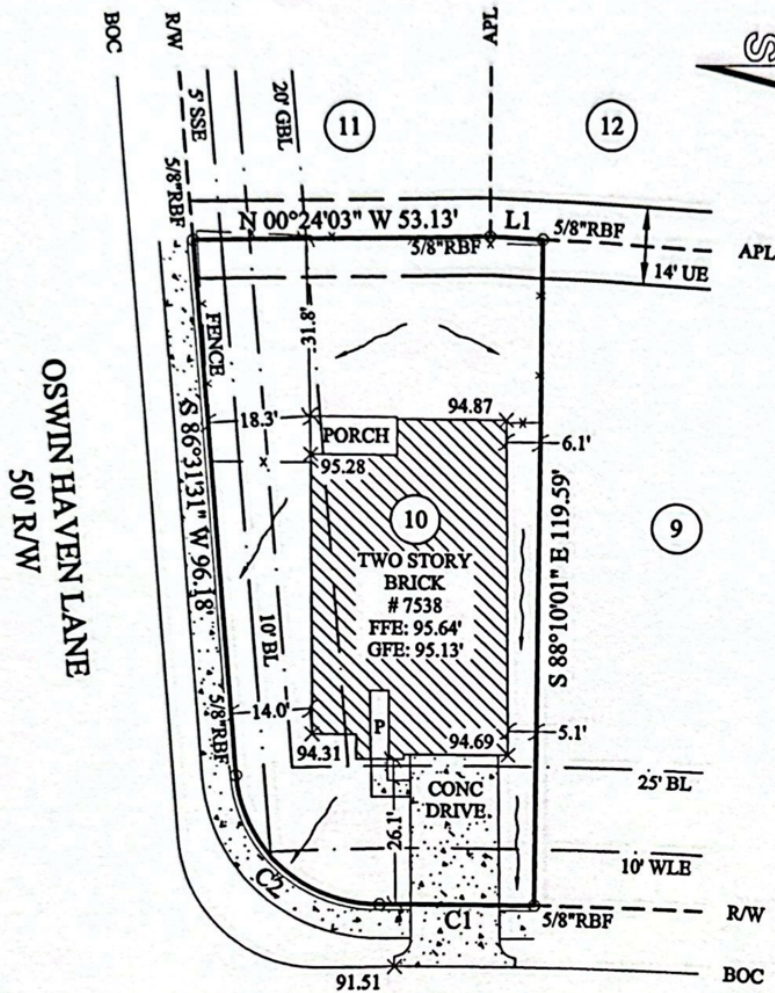 BOC
R/W
5' SSE
20' GBL
APL
S
11
12
5/8"RBF
N 00°24'03" W 53.13'
L1
5/8"RBF
5/8"RBF
APL
14' UE
FENCE
31.8'
18.3'
PORCH
94.87
6.1'
95.28
10
TWO STORY
BRICK
# 7538
FFE: 95.64'
GFE: 95.13'
9
OSWIN HAVEN LANE
50' R/W
S 86°31'31" W 96.18'
S 88°10'01" E 119.59'
10' BL
5/8"RBF
14.0'
P
94.31
94.69
5.1'
25' BL
CONC
DRIVE
26.1'
10' WLE
C2
C1
5/8"RBF
R/W
91.51
BOC